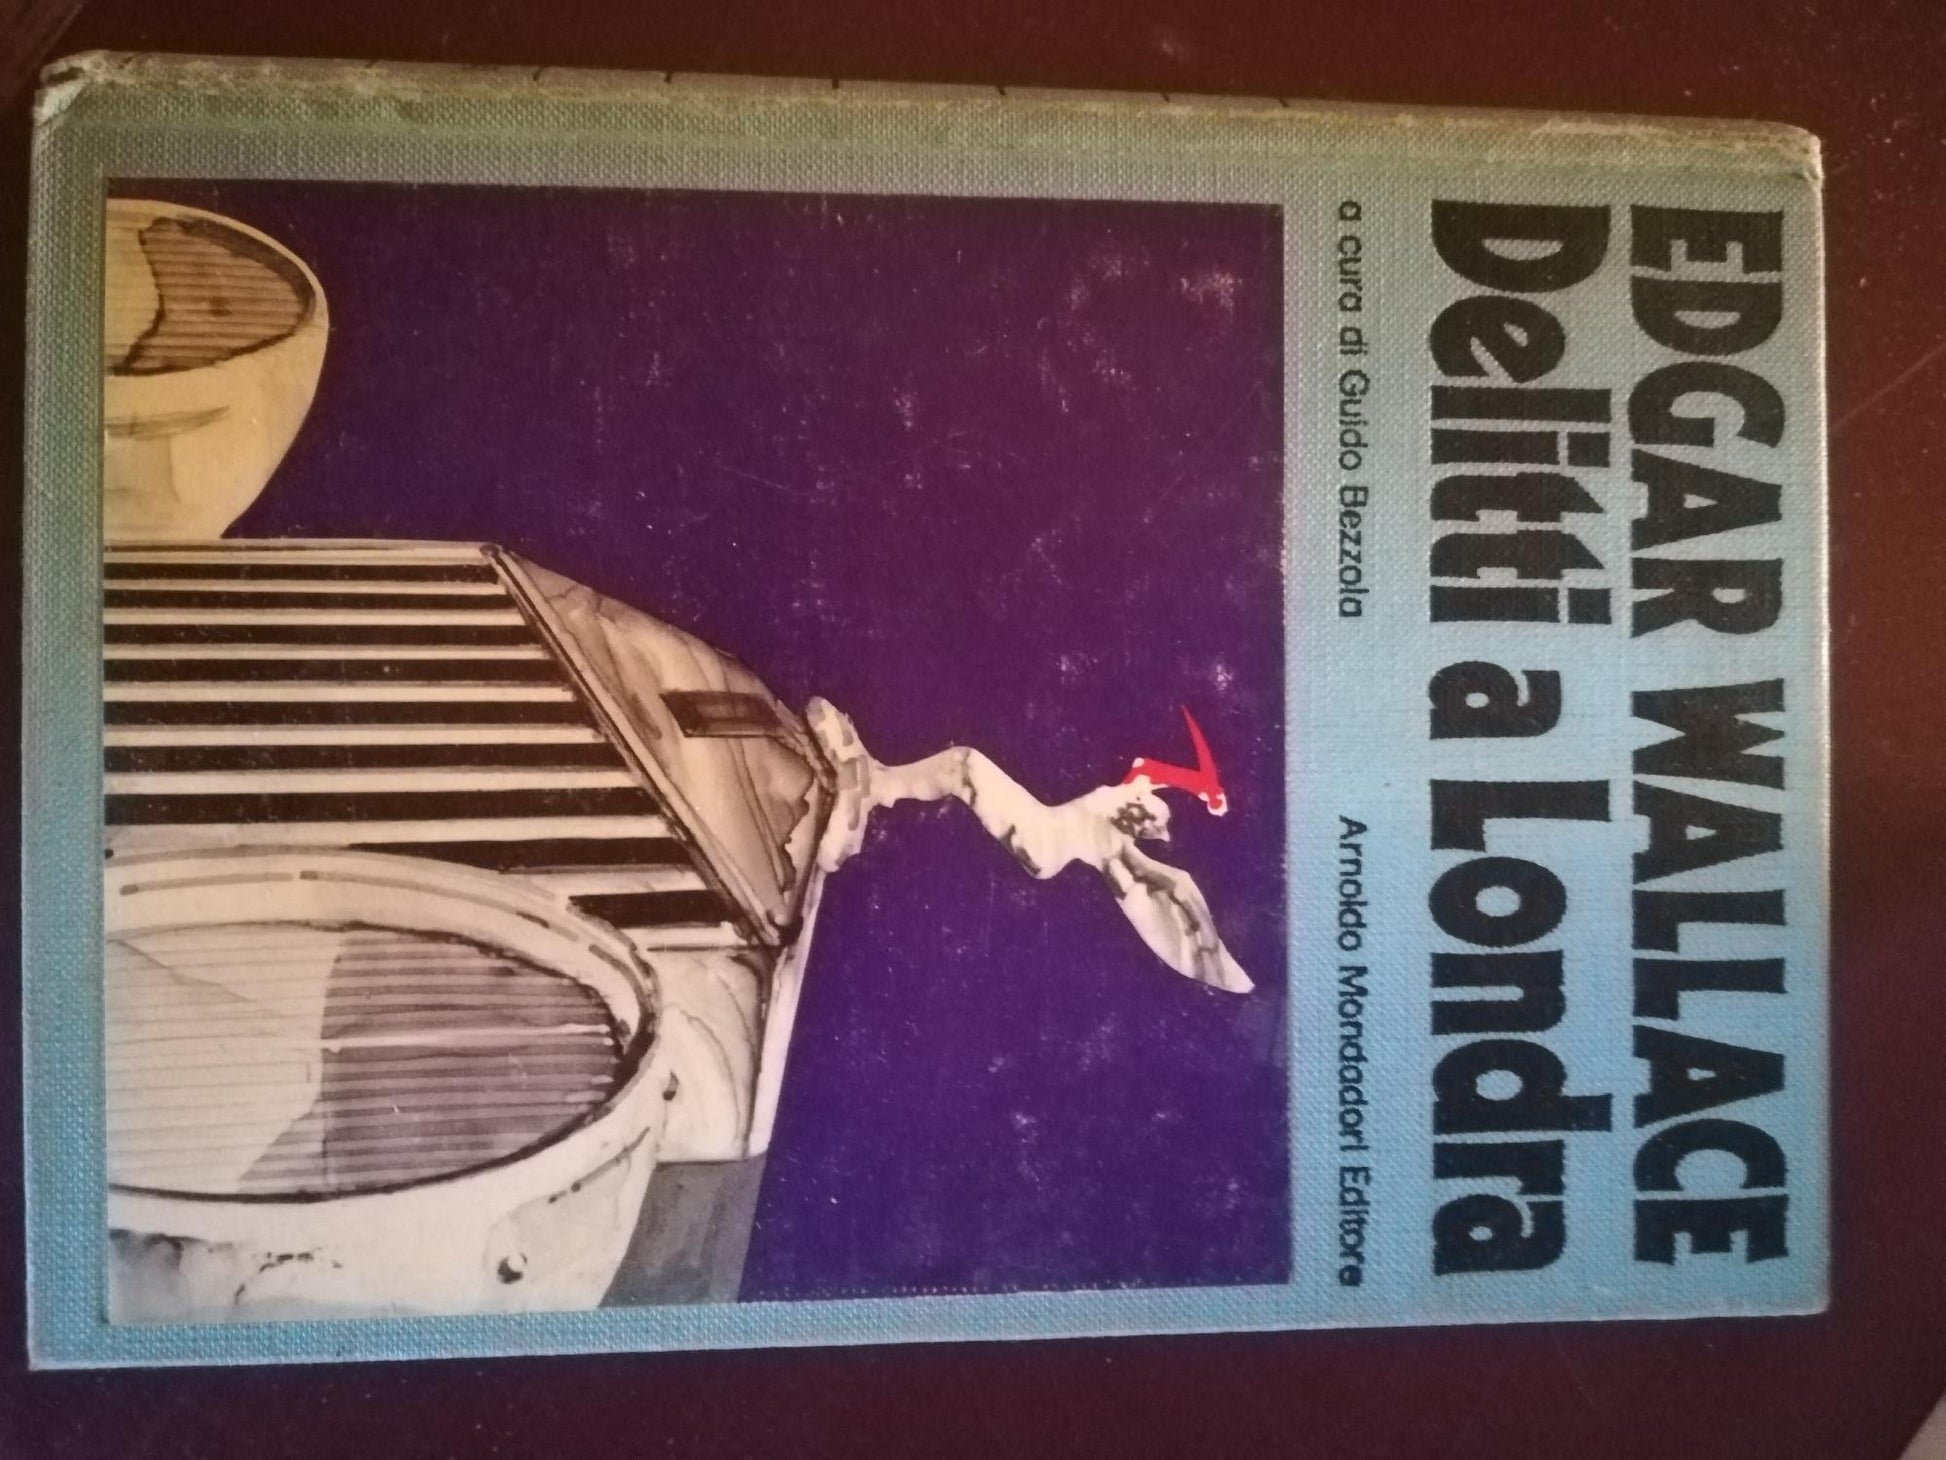 EDGAR WALLACE
Delitti a Londra
a cura di Guido Bezzola
Arnoldo Mondadori Editore